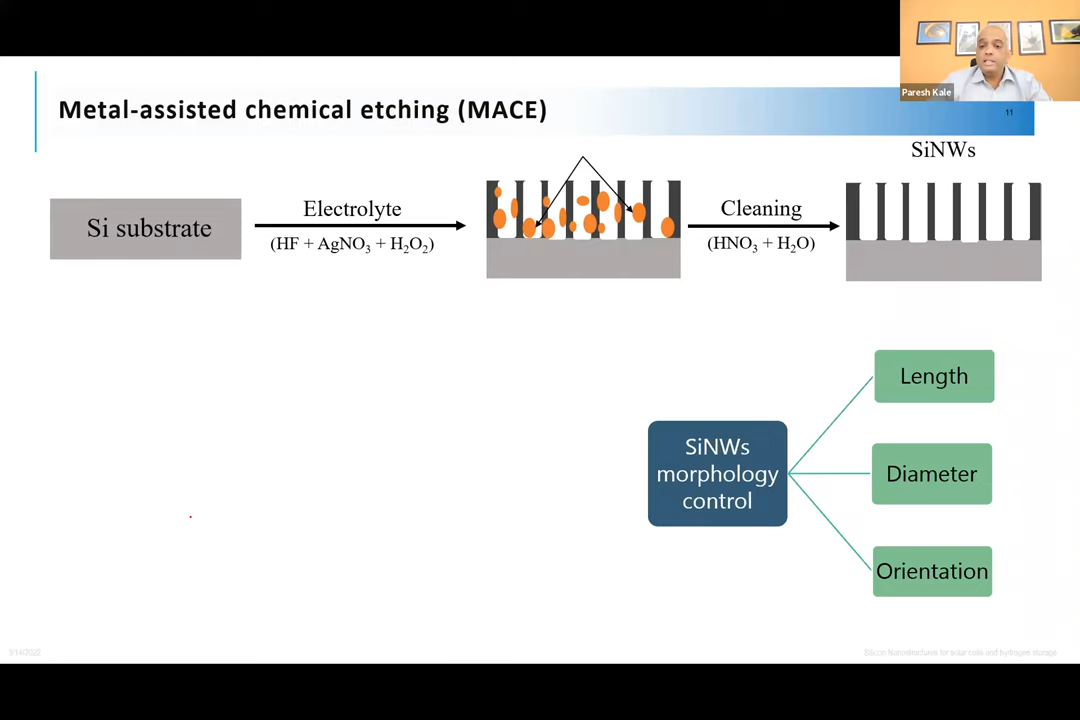 Paresh Kale
Metal-assisted chemical etching (MACE)
11
SiNWs
Si substrate
Electrolyte
(HF + AgNO₃ + H₂O₂)
Cleaning
(HNO₃ + H₂O)
SiNWs
morphology
control
Length
Diameter
Orientation
9/14/2022
Silicon Nanostructures for solar cells and hydrogen storage